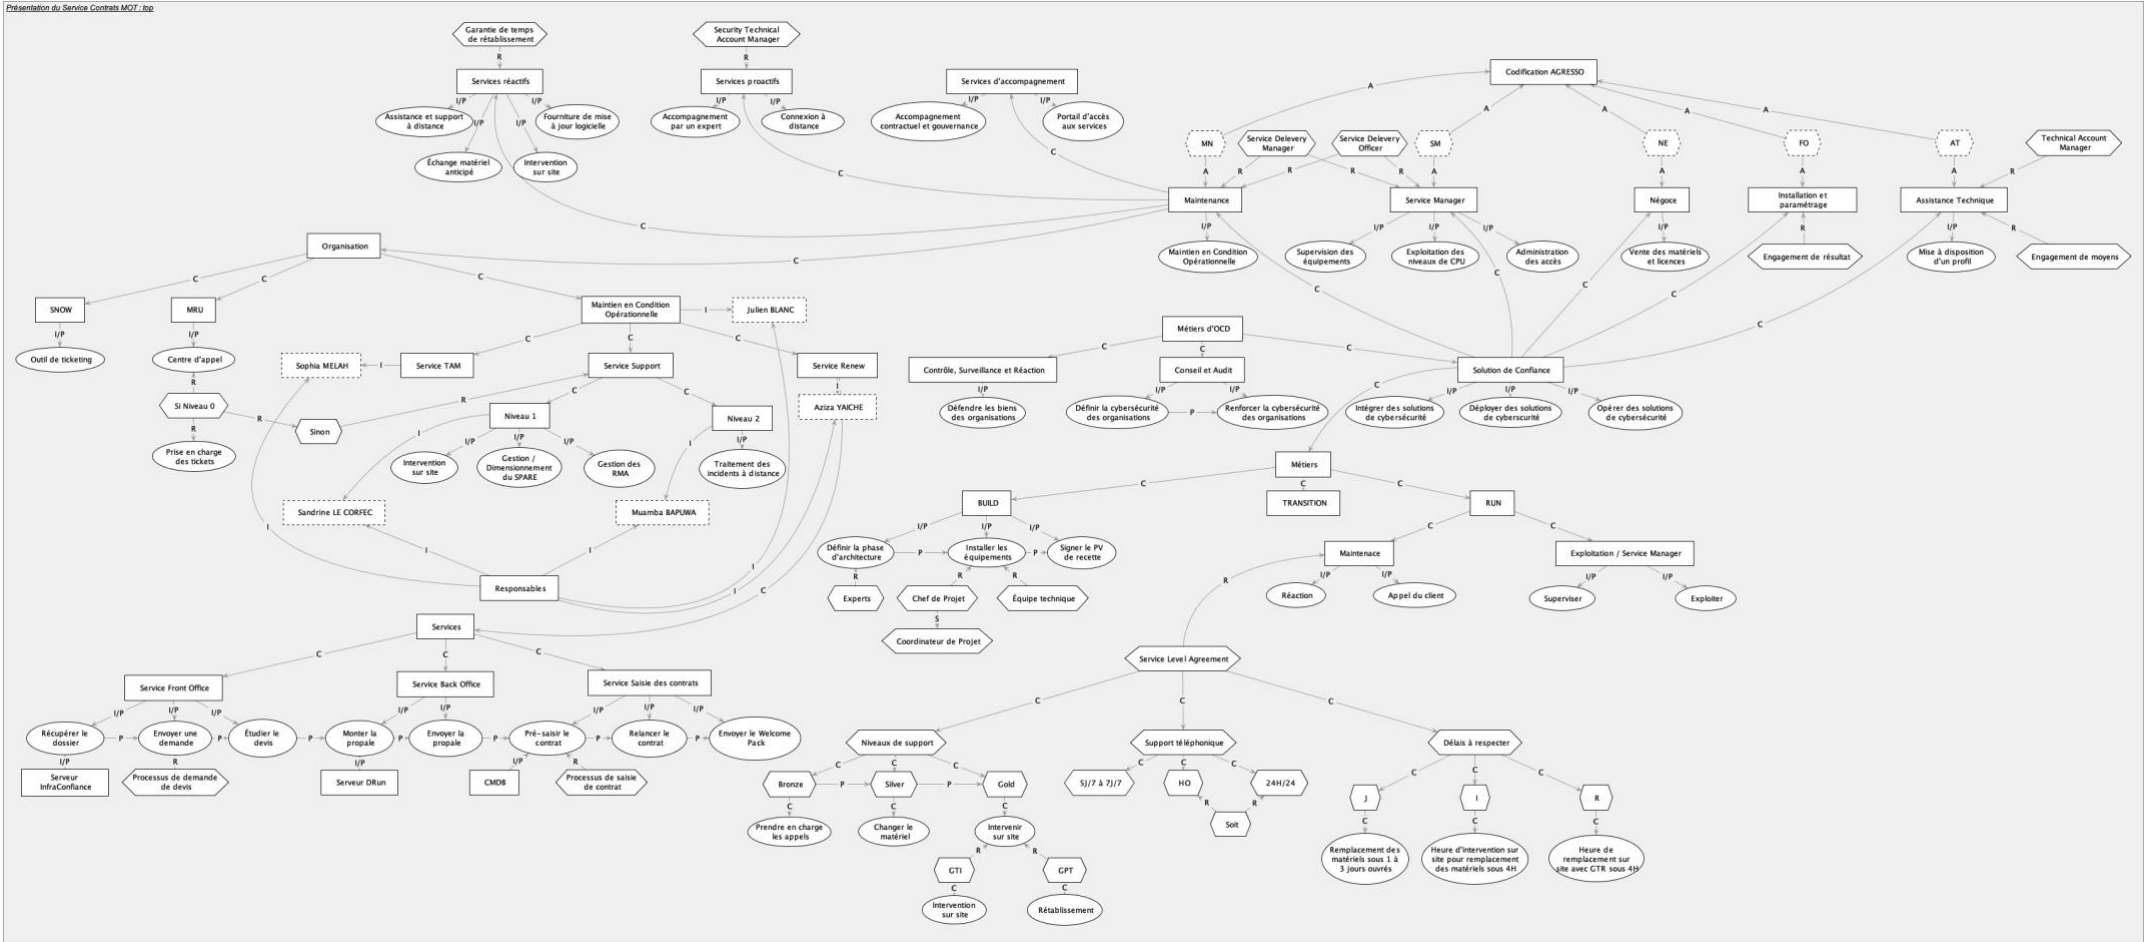 Présentation du Service Contrats MOT : top
Garantie de temps
de rétablissement
R
Services réactifs
I/P
I/P
I/P
I/P
Assistance et support
à distance
Fourniture de mise
à jour logicielle
Échange matériel
anticipé
Intervention
sur site
Security Technical
Account Manager
R
Services proactifs
I/P
I/P
Accompagnement
par un expert
Connexion à
distance
Services d'accompagnement
I/P
I/P
Accompagnement
contractuel et gouvernance
Portail d'accès
aux services
C
C
C
C
Codification AGRESSO
A
A
A
A
A
MN
Service Delevery
Manager
Service Delevery
Officer
SM
NE
FO
AT
Technical Account
Manager
A
R
R
R
R
A
A
A
A
R
Maintenance
Service Manager
Négoce
Installation et
paramétrage
Assistance Technique
I/P
I/P
I/P
I/P
I/P
R
I/P
R
Maintien en Condition
Opérationnelle
Supervision des
équipements
Exploitation des
niveaux de CPU
Administration
des accès
Vente des matériels
et licences
Engagement de résultat
Mise à disposition
d'un profil
Engagement de moyens
C
C
C
C
C
Organisation
C
C
C
SNOW
MRU
Maintien en Condition
Opérationnelle
I
Julien BLANC
I/P
I/P
C
C
C
Outil de ticketing
Centre d'appel
Sophia MELAH
I
Service TAM
Service Support
Service Renew
R
I
Si Niveau 0
R
Sinon
R
C
C
Aziza YAICHE
R
Prise en charge
des tickets
Niveau 1
Niveau 2
I
I/P
I/P
I/P
I
I/P
Intervention
sur site
Gestion /
Dimensionnement
du SPARE
Gestion des
RMA
Traitement des
incidents à distance
Sandrine LE CORFEC
Muamba BAPUWA
I
I
I
I
I
C
Responsables
Métiers d'OCD
C
C
C
Contrôle, Surveillance et Réaction
Conseil et Audit
Solution de Confiance
I/P
I/P
I/P
C
I/P
I/P
I/P
Défendre les biens
des organisations
Définir la cybersécurité
des organisations
P
Renforcer la cybersécurité
des organisations
Intégrer des solutions
de cybersécurité
Déployer des solutions
de cyberscurité
Opérer des solutions
de cybersécurité
Métiers
C
C
C
BUILD
TRANSITION
RUN
I/P
I/P
I/P
C
C
Définir la phase
d'architecture
P
Installer les
équipements
P
Signer le PV
de recette
Maintenace
Exploitation / Service Manager
R
R
R
I/P
I/P
I/P
I/P
Experts
Chef de Projet
Équipe technique
Réaction
Appel du client
Superviser
Exploiter
S
Coordinateur de Projet
R
Services
C
C
C
Service Front Office
Service Back Office
Service Saisie des contrats
I/P
I/P
I/P
I/P
I/P
I/P
I/P
I/P
Récupérer le
dossier
P
Envoyer une
demande
P
Étudier le
devis
P
Monter la
propale
P
Envoyer la
propale
P
Pré-saisir le
contrat
P
Relancer le
contrat
P
Envoyer le Welcome
Pack
I/P
R
I/P
I/P
R
Serveur
InfraConfiance
Processus de demande
de devis
Serveur DRun
CMDB
Processus de saisie
de contrat
Service Level Agreement
C
C
C
Niveaux de support
Support téléphonique
Délais à respecter
C
C
C
C
C
C
C
C
C
Bronze
P
Silver
P
Gold
5J/7 à 7J/7
HO
24H/24
J
I
R
C
C
C
R
R
C
C
C
Soit
Prendre en charge
les appels
Changer le
matériel
Intervenir
sur site
Remplacement des
matériels sous 1 à
3 jours ouvrés
Heure d'intervention sur
site pour remplacement
des matériels sous 4H
Heure de
remplacement sur
site avec GTR sous 4H
R
R
GTI
GPT
C
C
Intervention
sur site
Rétablissement